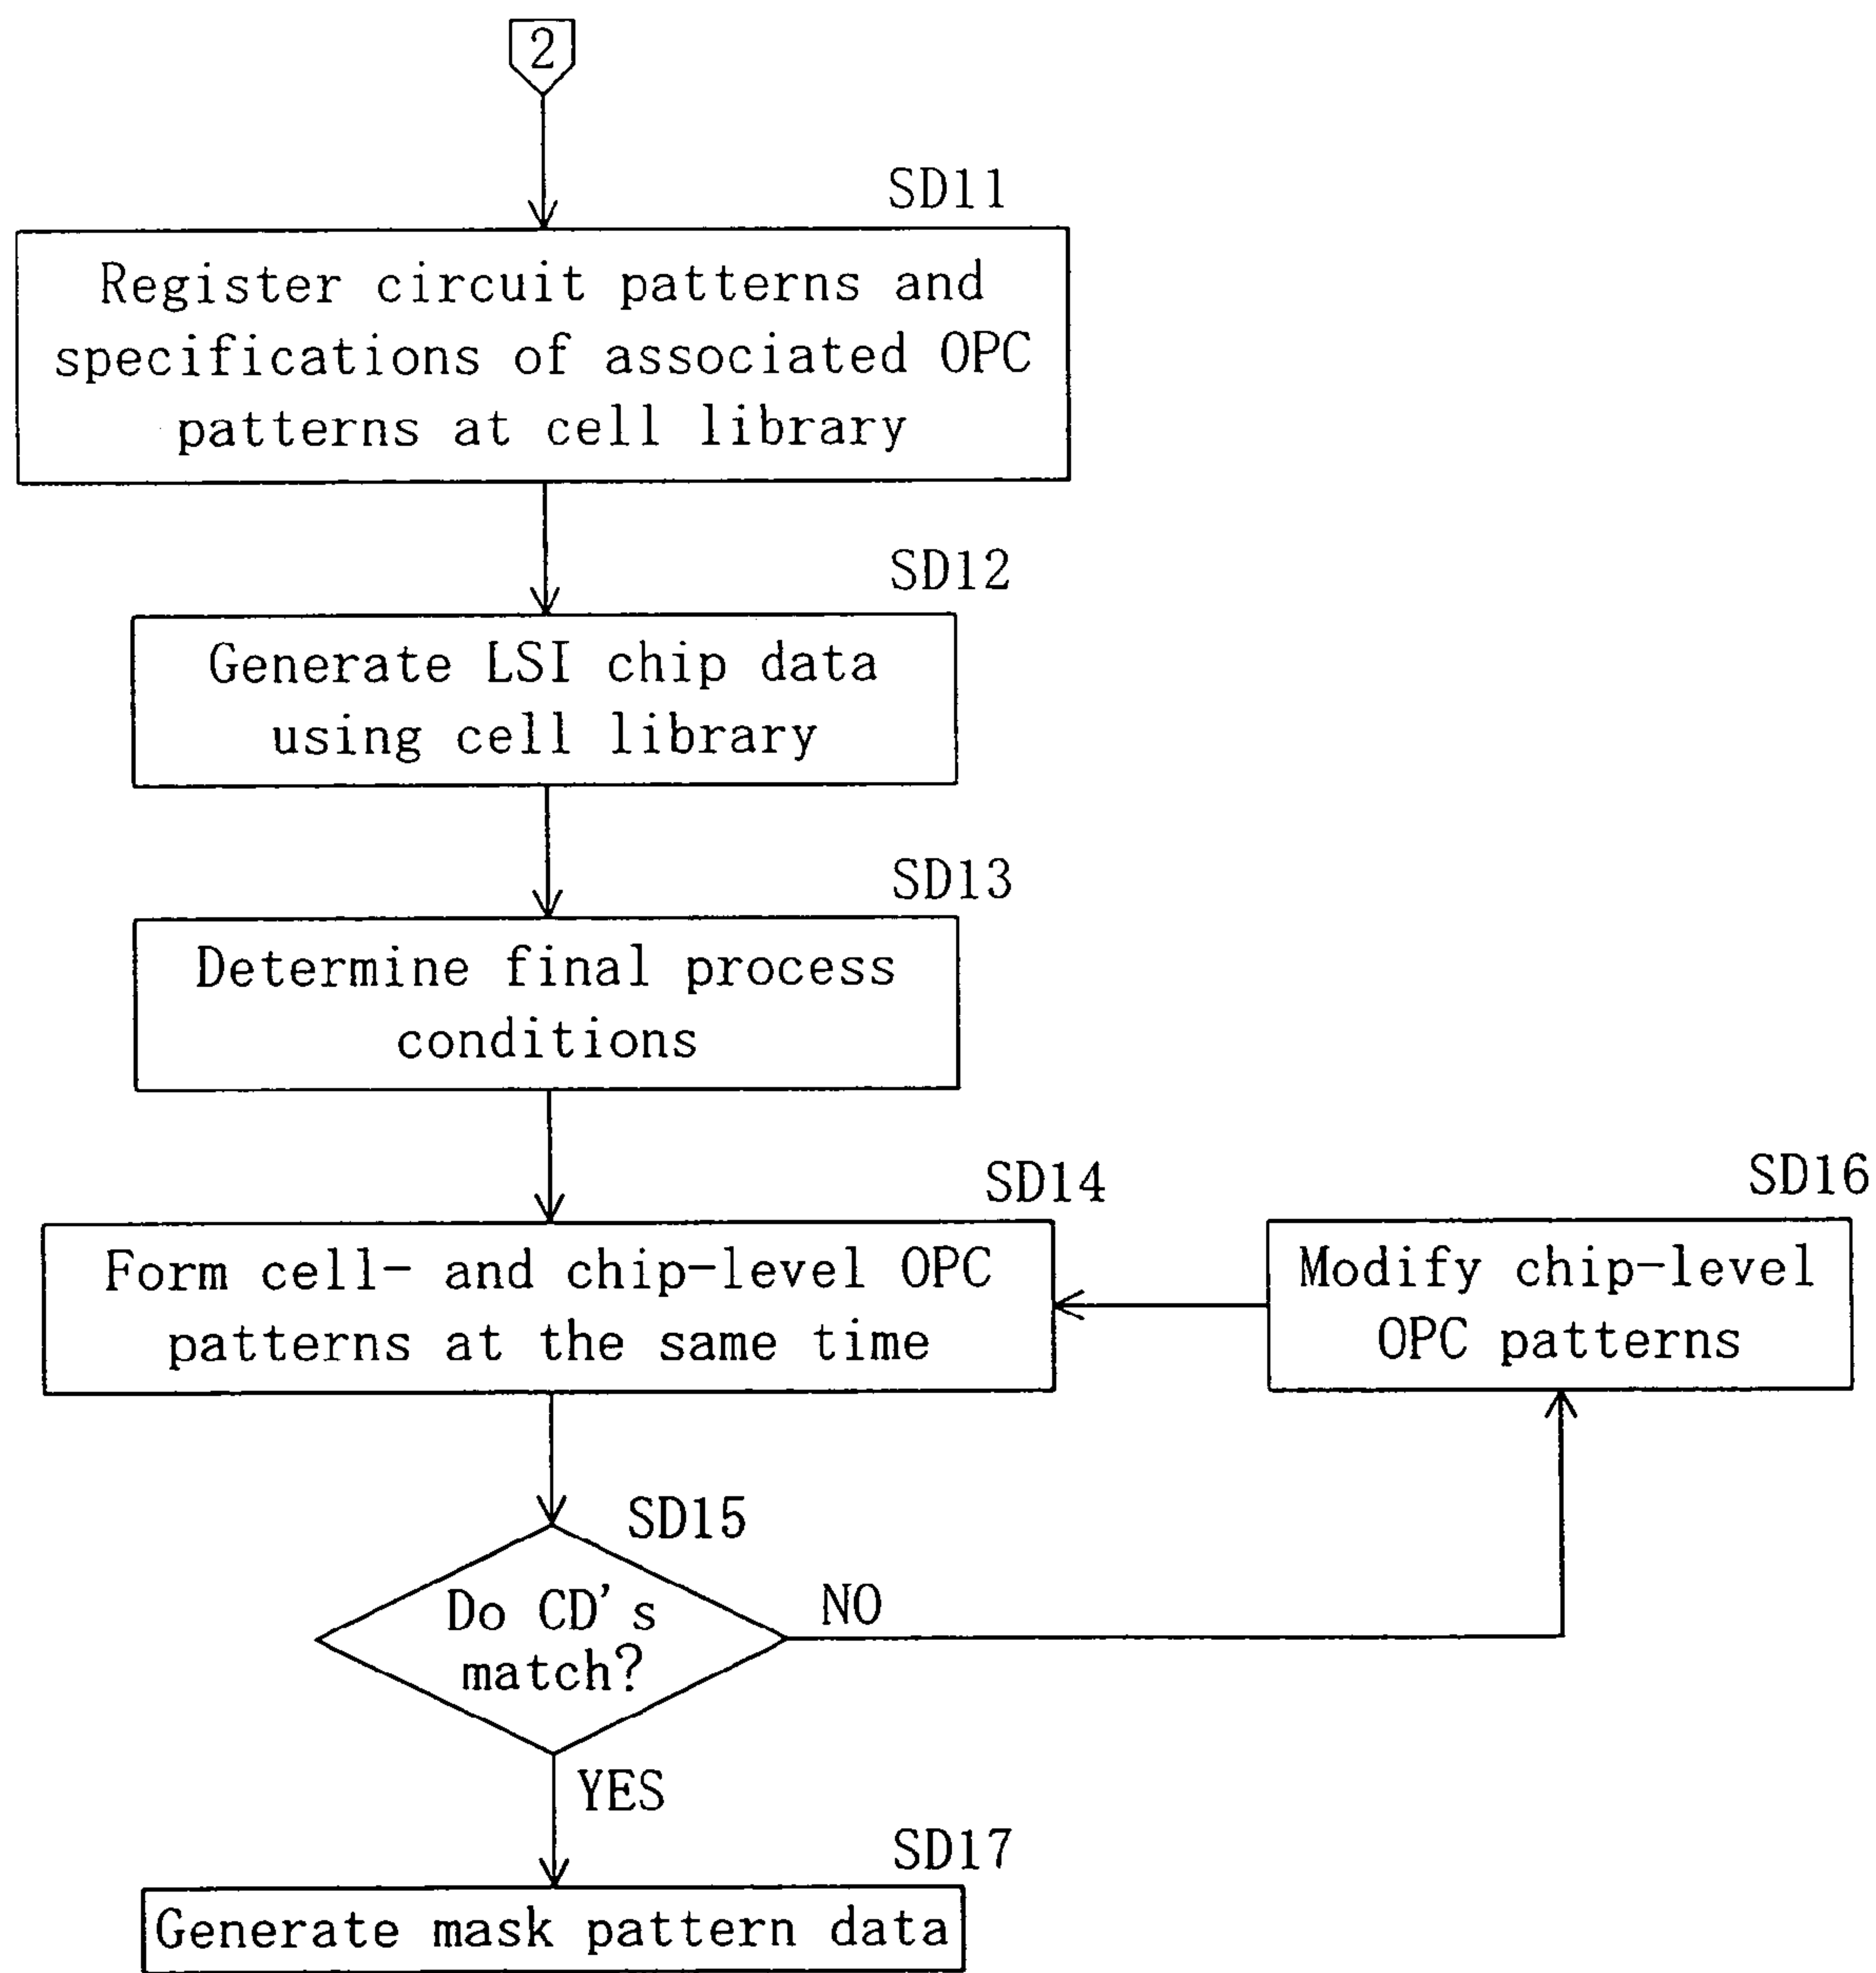 2
SD11
Register circuit patterns and
specifications of associated OPC
patterns at cell library
SD12
Generate LSI chip data
using cell library
SD13
Determine final process
conditions
SD14
Form cell- and chip-level OPC
patterns at the same time
SD16
Modify chip-level
OPC patterns
SD15
Do CD's
match?
NO
YES
SD17
Generate mask pattern data